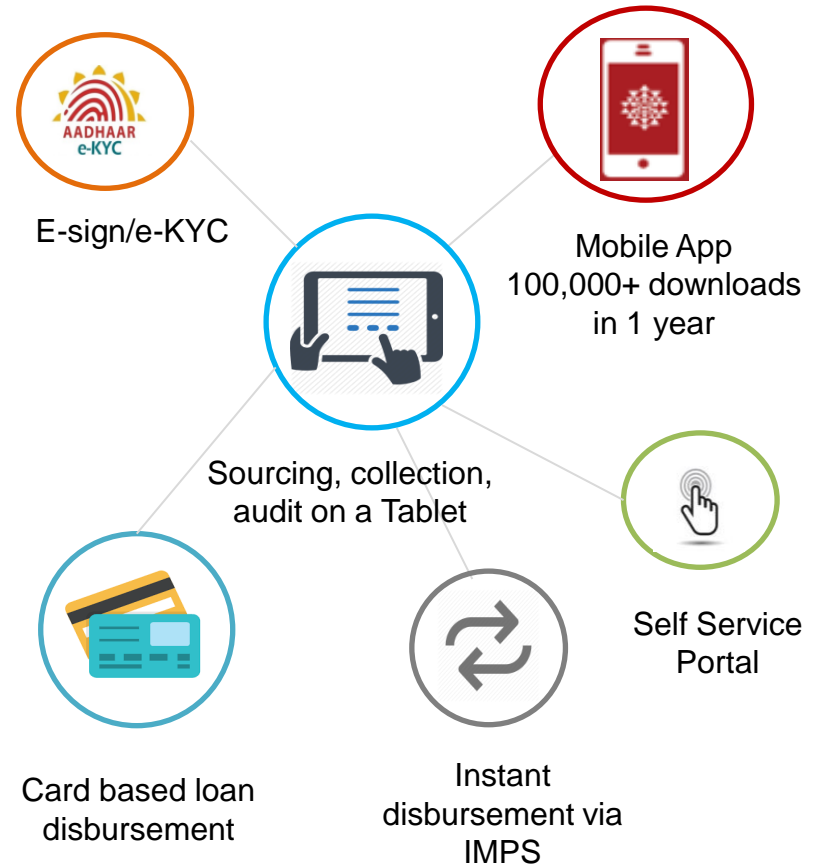 AADHAAR
e-KYC
E-sign/e-KYC
Mobile App
100,000+ downloads
in 1 year
Sourcing, collection,
audit on a Tablet
Self Service
Portal
Card based loan
disbursement
Instant
disbursement via
IMPS